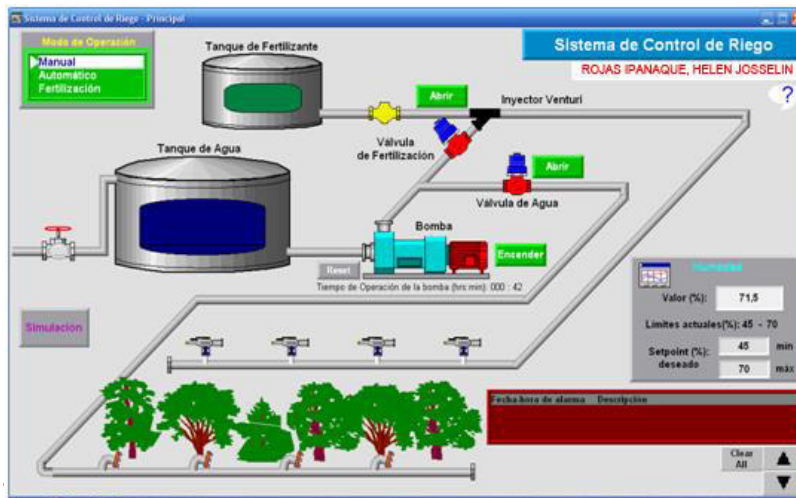 Sistema de Control de Riego - Principal
Modo de Operación
Manual
Automático
Fertilización
Tanque de Fertilizante
Sistema de Control de Riego
ROJAS IPANAQUE, HELEN JOSSELIN
?
Abrir
Inyector Venturi
Válvula
de Fertilización
Tanque de Agua
Abrir
Válvula de Agua
Bomba
Encender
Reset
Tiempo de Operación de la bomba (hrs:min): 000 : 42
Humedad
Valor (%): 71,5
Límites actuales(%): 45 - 70
Setpoint (%): 45 min
deseado 70 máx
Simulación
Fecha-hora de alarma Descripción
Clear
All